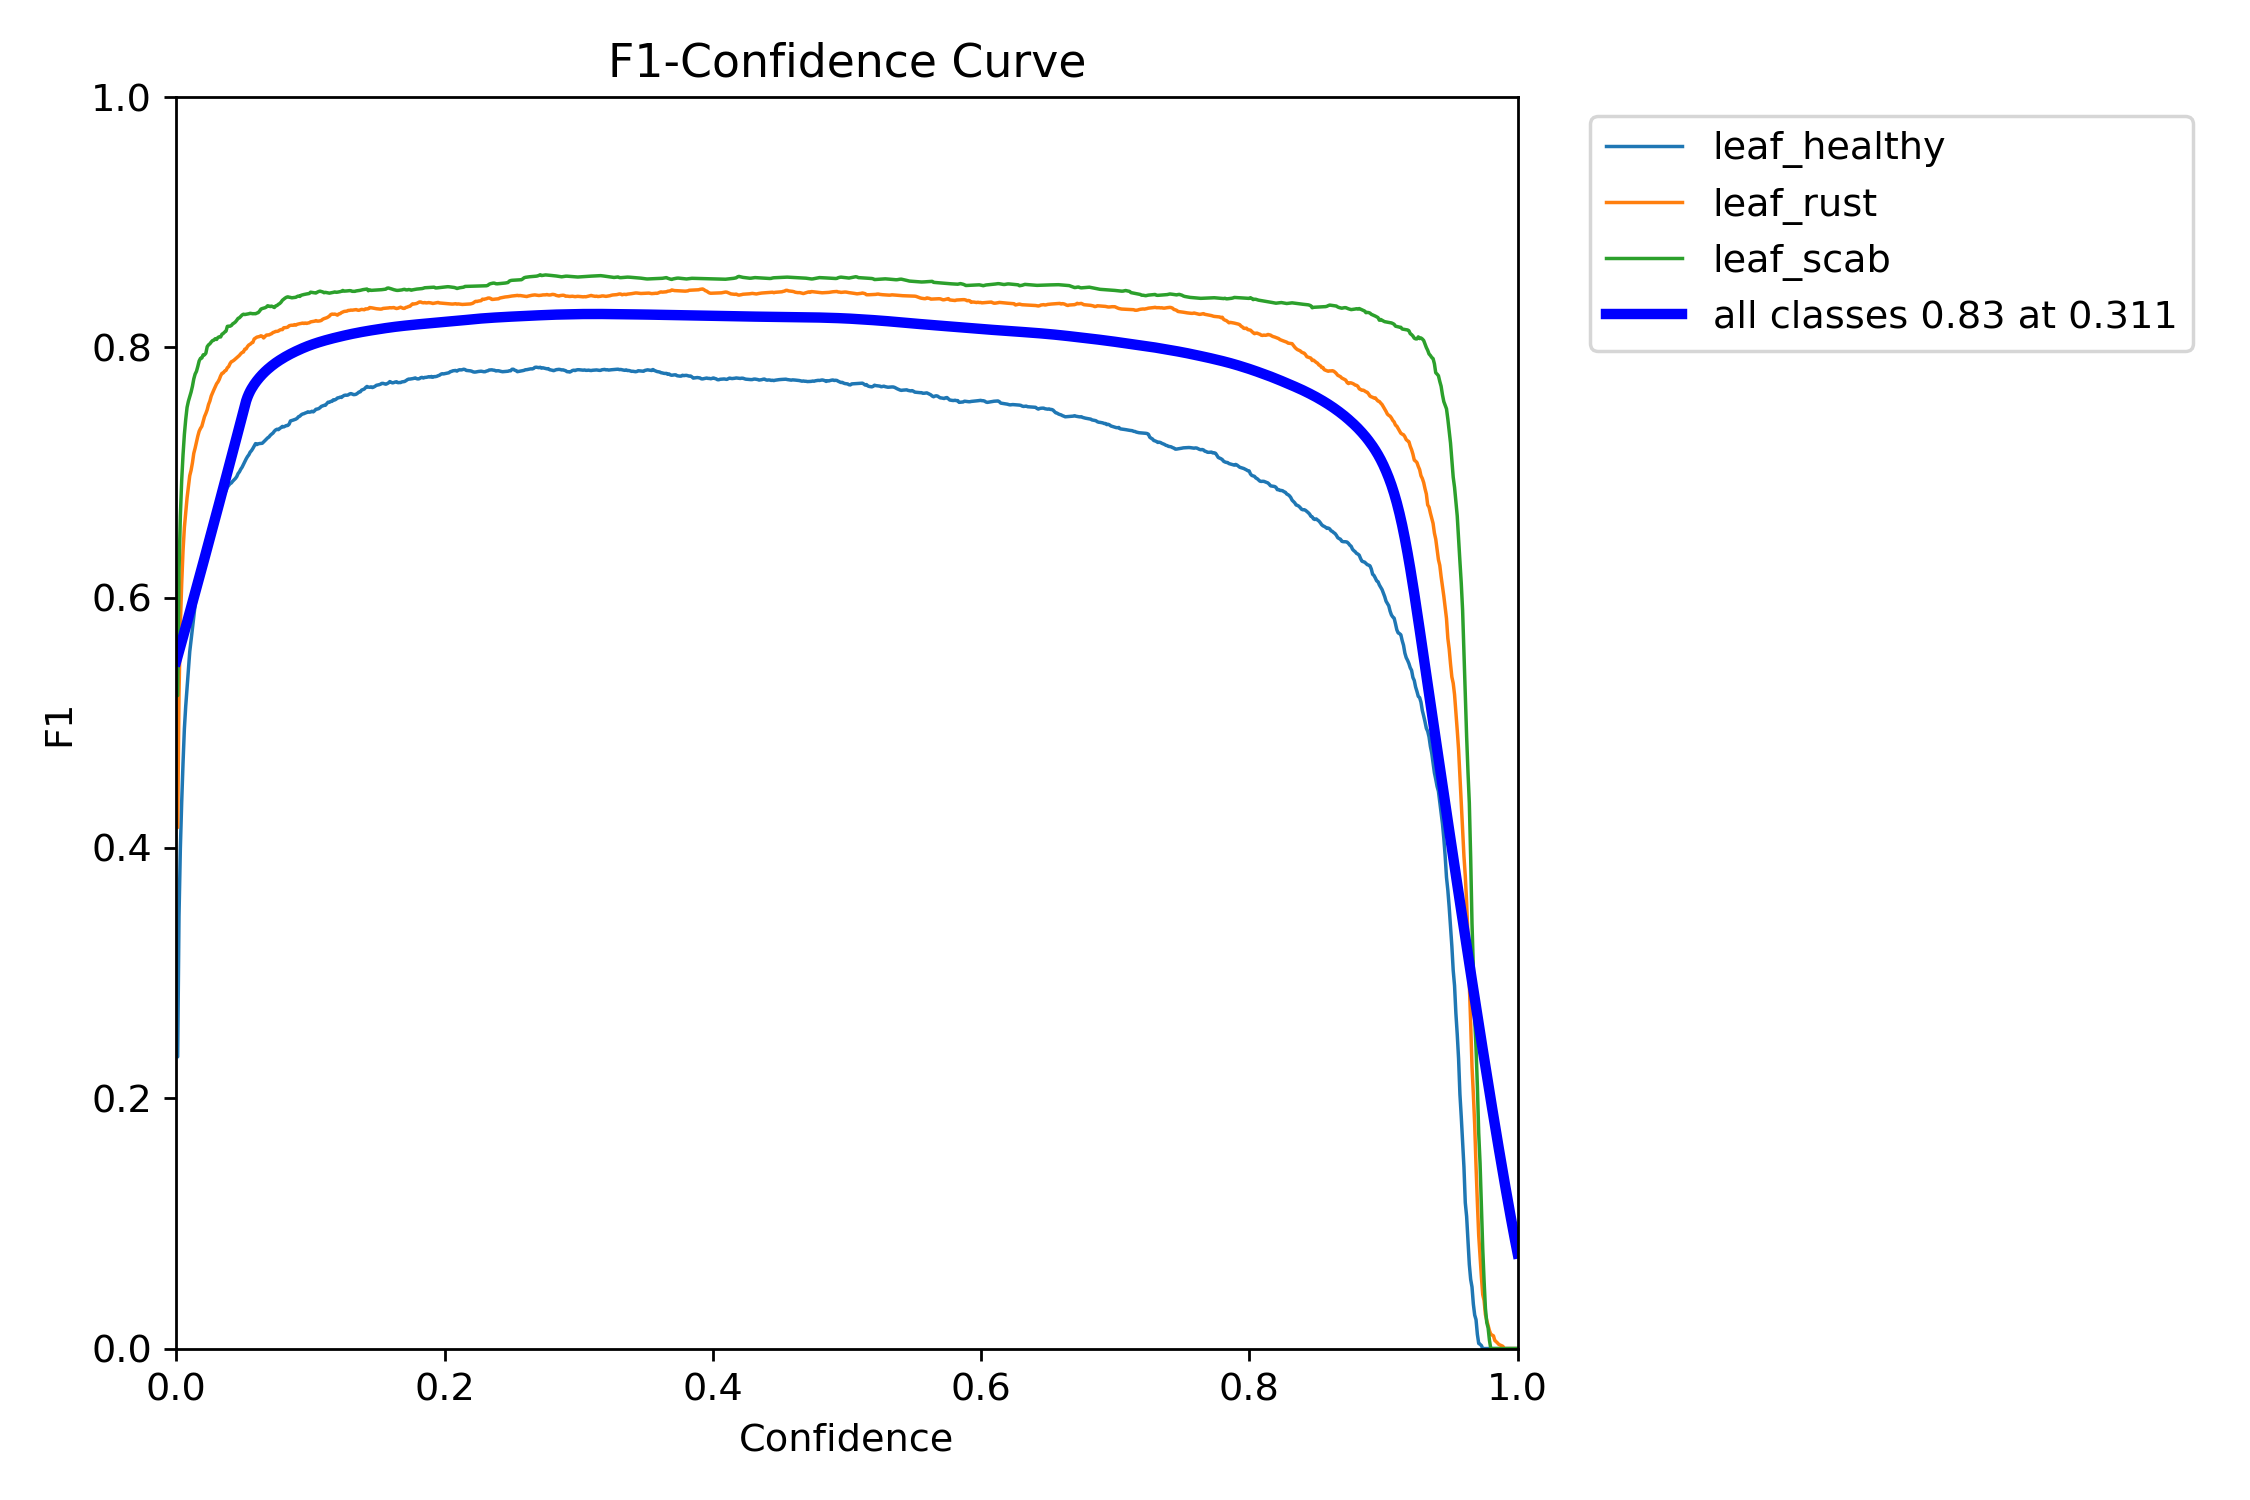 F1-Confidence Curve
1.0
0.8
0.6
0.4
0.2
0.0
F1
0.0 0.2 0.4 0.6 0.8 1.0
Confidence
leaf_healthy
leaf_rust
leaf_scab
all classes 0.83 at 0.311